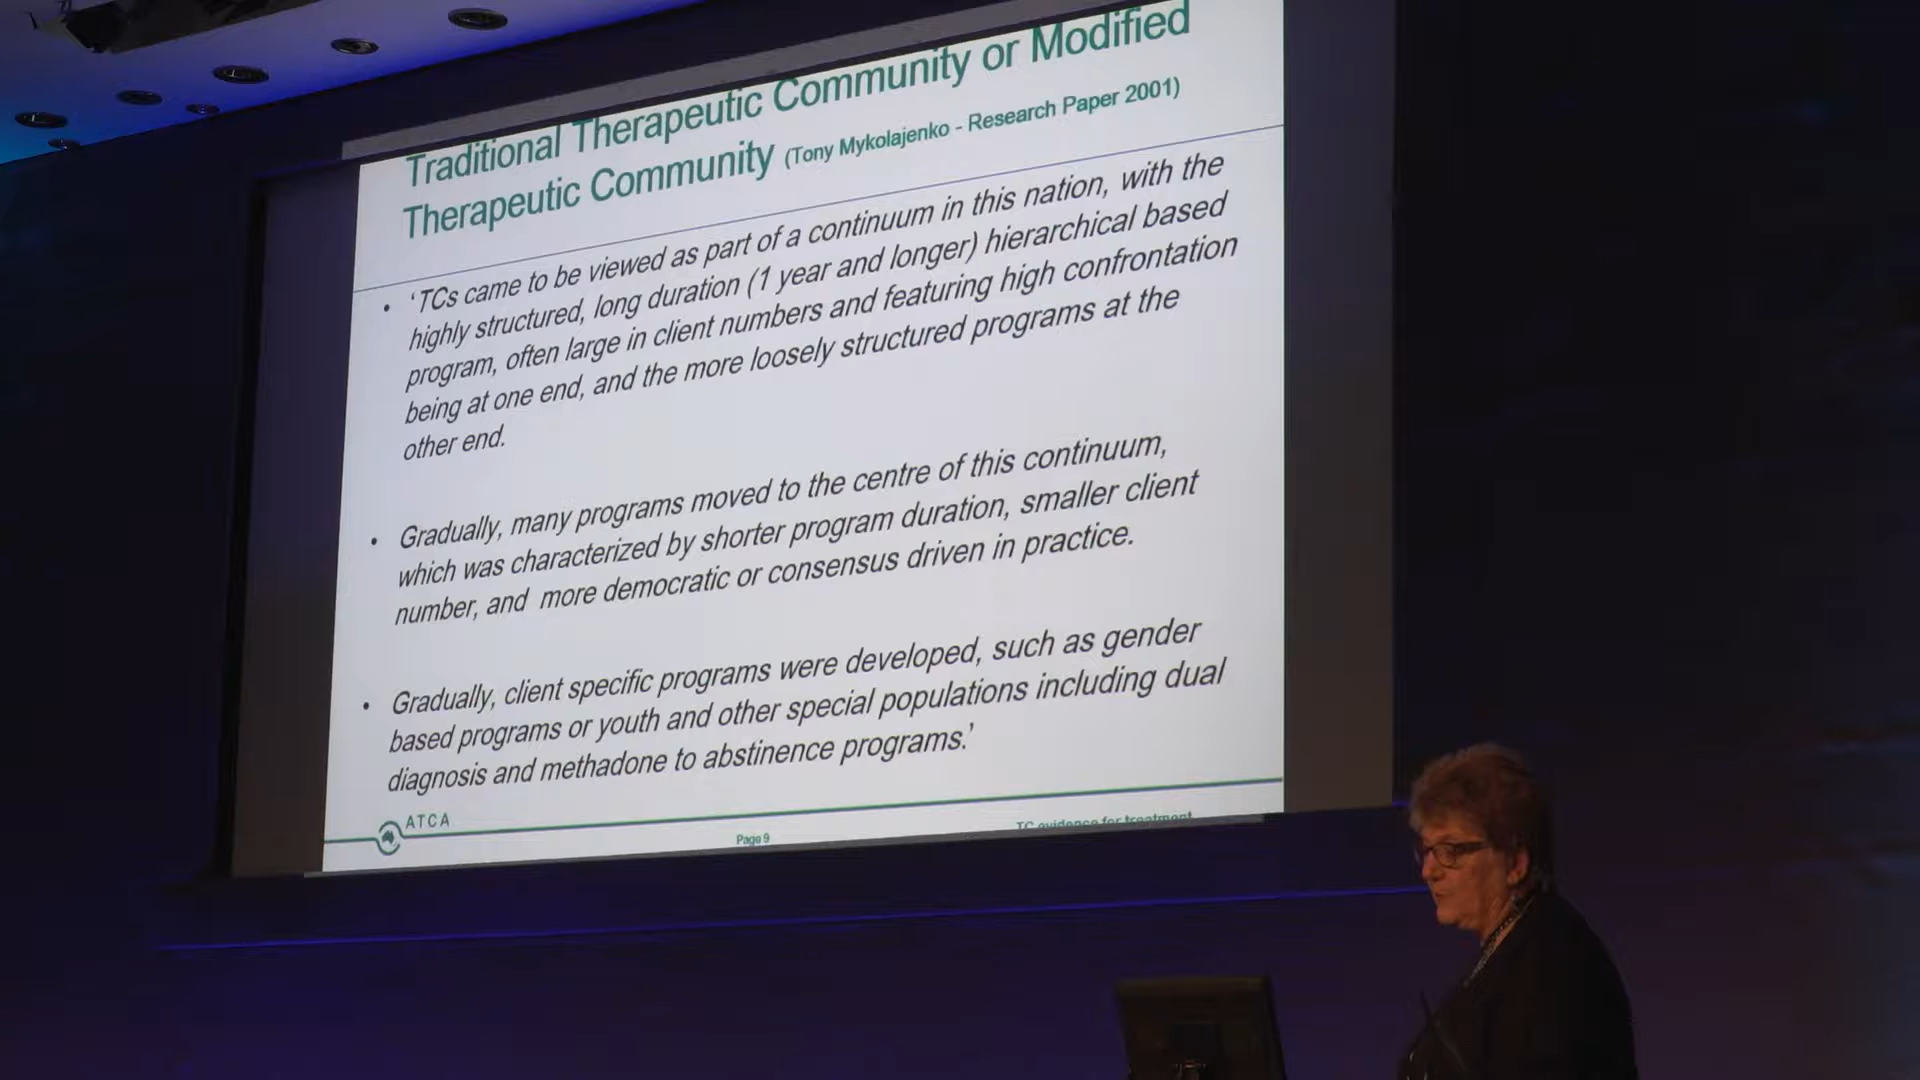 Traditional Therapeutic Community or Modified
Therapeutic Community (Tony Mykolajenko - Research Paper 2001)
• ‘TCs came to be viewed as part of a continuum in this nation, with the
highly structured, long duration (1 year and longer) hierarchical based
program, often large in client numbers and featuring high confrontation
being at one end, and the more loosely structured programs at the
other end.
• Gradually, many programs moved to the centre of this continuum,
which was characterized by shorter program duration, smaller client
number, and more democratic or consensus driven in practice.
• Gradually, client specific programs were developed, such as gender
based programs or youth and other special populations including dual
diagnosis and methadone to abstinence programs.’
ATCA
Page 9
TC evidence for treatment